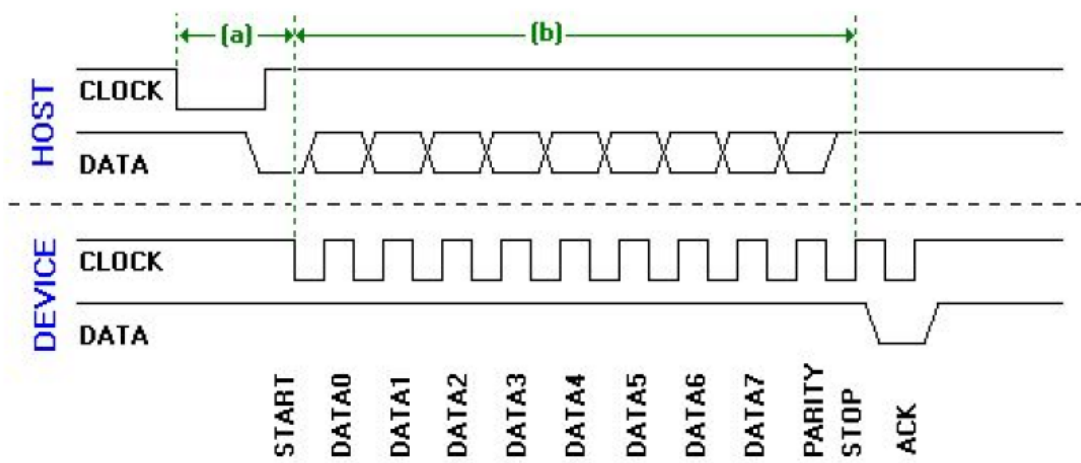 (a)
(b)
HOST
CLOCK
DATA
DEVICE
CLOCK
DATA
START
DATA0
DATA1
DATA2
DATA3
DATA4
DATA5
DATA6
DATA7
PARITY
STOP
ACK